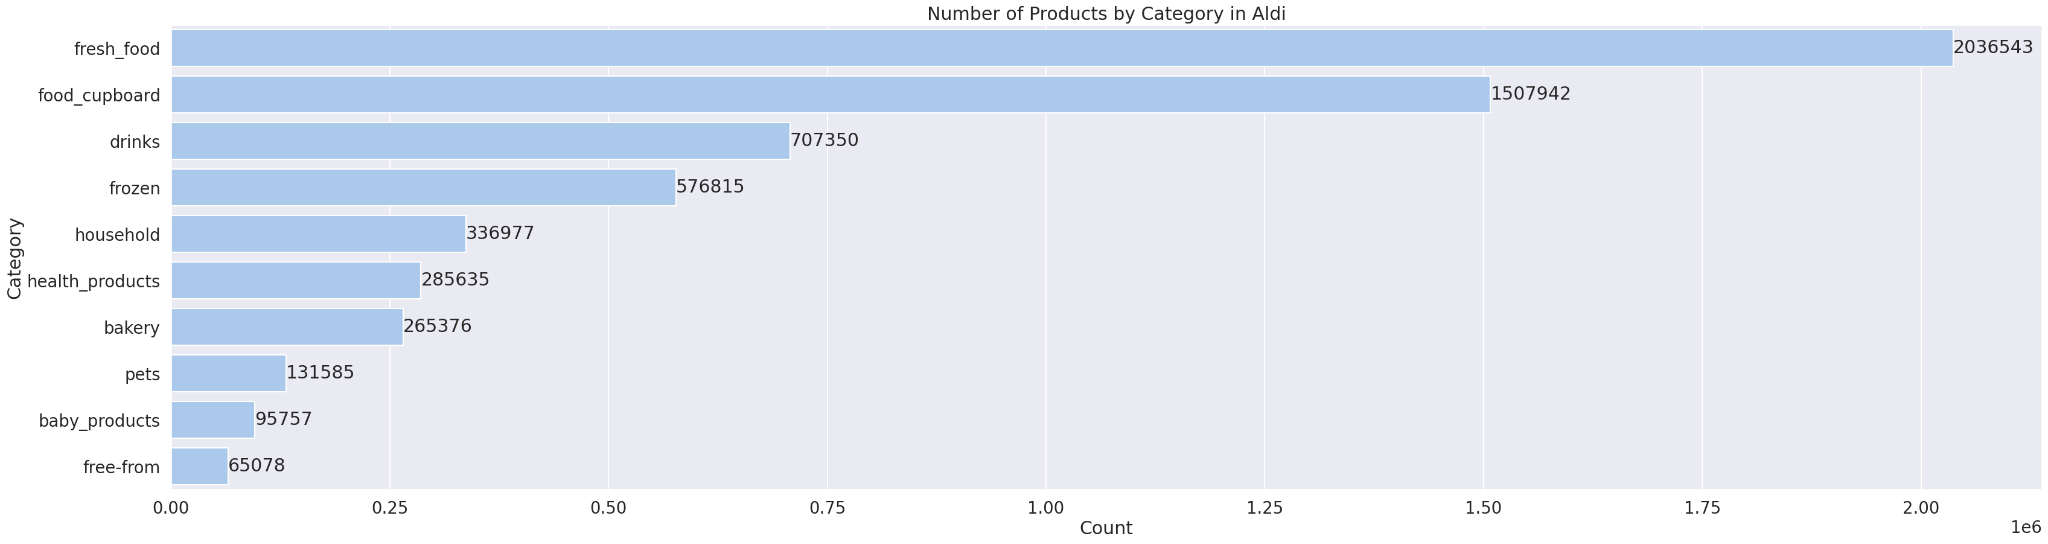 Number of Products by Category in Aldi
Category
fresh_food 2036543
food_cupboard 1507942
drinks 707350
frozen 576815
household 336977
health_products 285635
bakery 265376
pets 131585
baby_products 95757
free-from 65078
0.00 0.25 0.50 0.75 1.00 1.25 1.50 1.75 2.00
Count
1e6